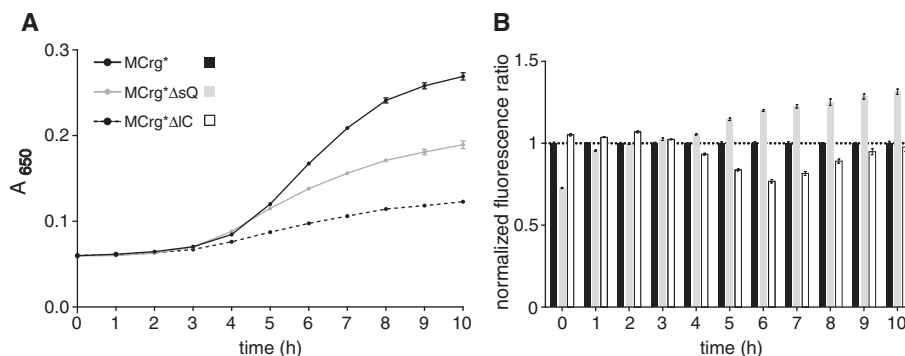 A
0.3
0.2
0.1
0.0
A 650
MCrg*
MCrg*ΔsQ
MCrg*ΔlC
0 1 2 3 4 5 6 7 8 9 10
time (h)
B
1.5
1
0.5
0
normalized fluorescence ratio
0 1 2 3 4 5 6 7 8 9 10
time (h)